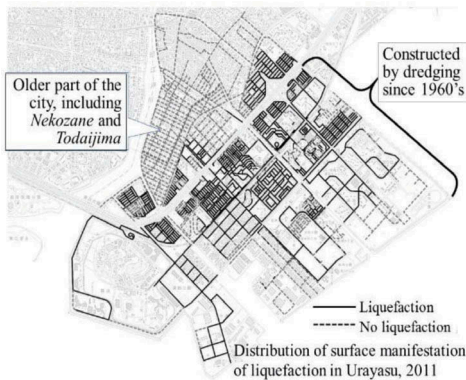 Older part of the
city, including
Nekozane and
Todaijima
Constructed
by dredging
since 1960's
Liquefaction
No liquefaction
Distribution of surface manifestation
of liquefaction in Urayasu, 2011